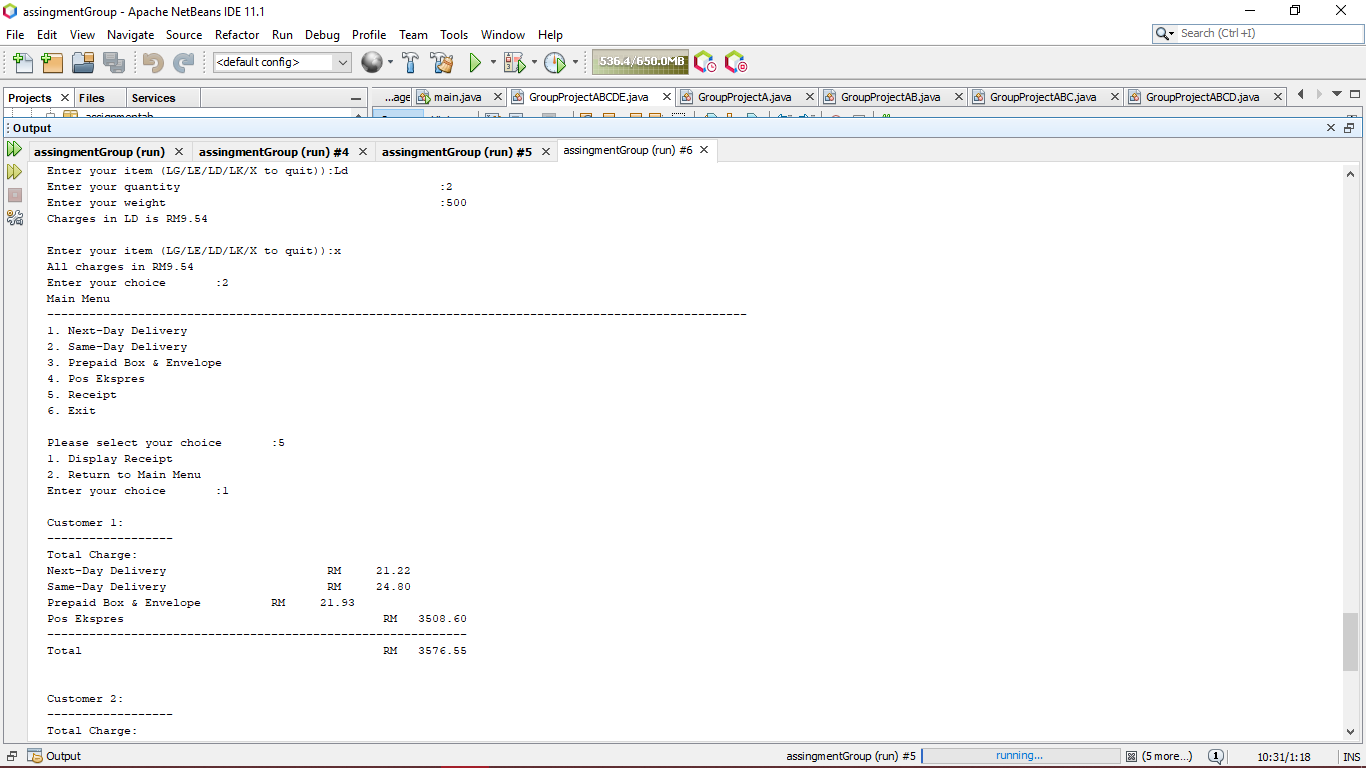 assingmentGroup - Apache NetBeans IDE 11.1
File Edit View Navigate Source Refactor Run Debug Profile Team Tools Window Help
Search (Ctrl+I)
<default config>
536.4/650.0MB
Projects Files Services
...age main.java GroupProjectABCDE.java GroupProjectA.java GroupProjectAB.java GroupProjectABC.java GroupProjectABCD.java
Output
assingmentGroup (run) assingmentGroup (run) #4 assingmentGroup (run) #5 assingmentGroup (run) #6
Enter your item (LG/LE/LD/LK/X to quit)):Ld
Enter your quantity :2
Enter your weight :500
Charges in LD is RM9.54
Enter your item (LG/LE/LD/LK/X to quit)):x
All charges in RM9.54
Enter your choice :2
Main Menu
----------------------------------------------------------------------------------------------------
1. Next-Day Delivery
2. Same-Day Delivery
3. Prepaid Box & Envelope
4. Pos Ekspres
5. Receipt
6. Exit
Please select your choice :5
1. Display Receipt
2. Return to Main Menu
Enter your choice :1
Customer 1:
------------------
Total Charge:
Next-Day Delivery RM 21.22
Same-Day Delivery RM 24.80
Prepaid Box & Envelope RM 21.93
Pos Ekspres RM 3508.60
------------------------------------------------------------
Total RM 3576.55
Customer 2:
------------------
Total Charge:
Output
assingmentGroup (run) #5 running... (5 more...) 1 10:31/1:18 INS